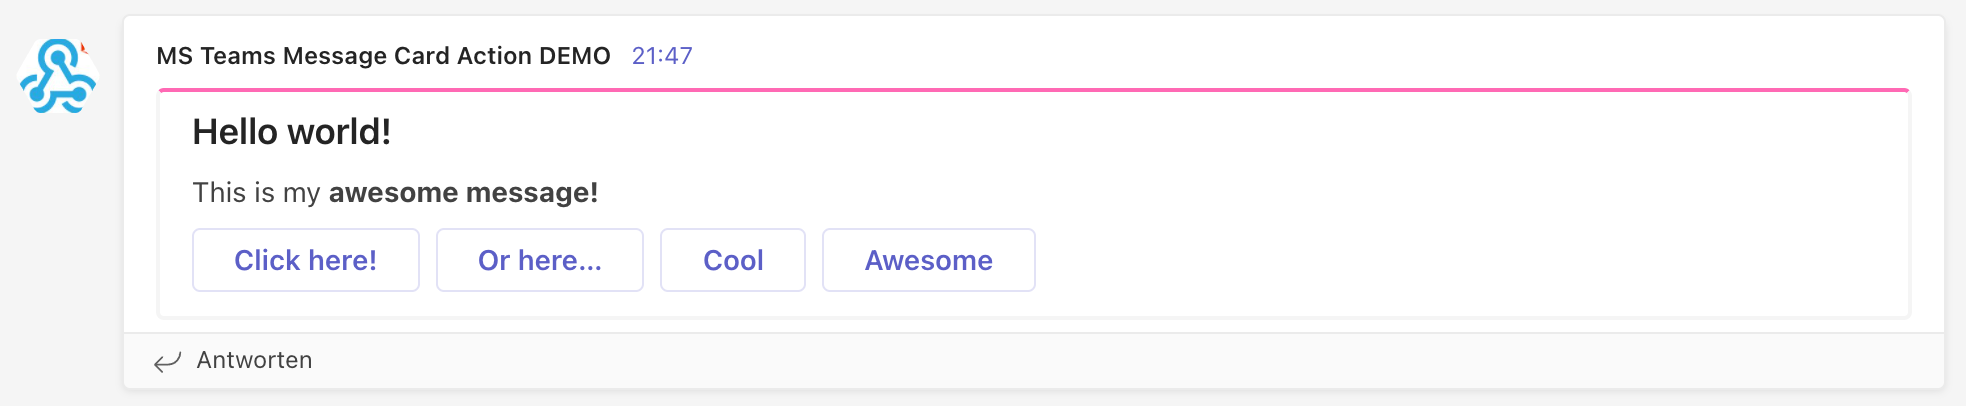 MS Teams Message Card Action DEMO 21:47
Hello world!
This is my awesome message!
Click here! Or here... Cool Awesome
Antworten